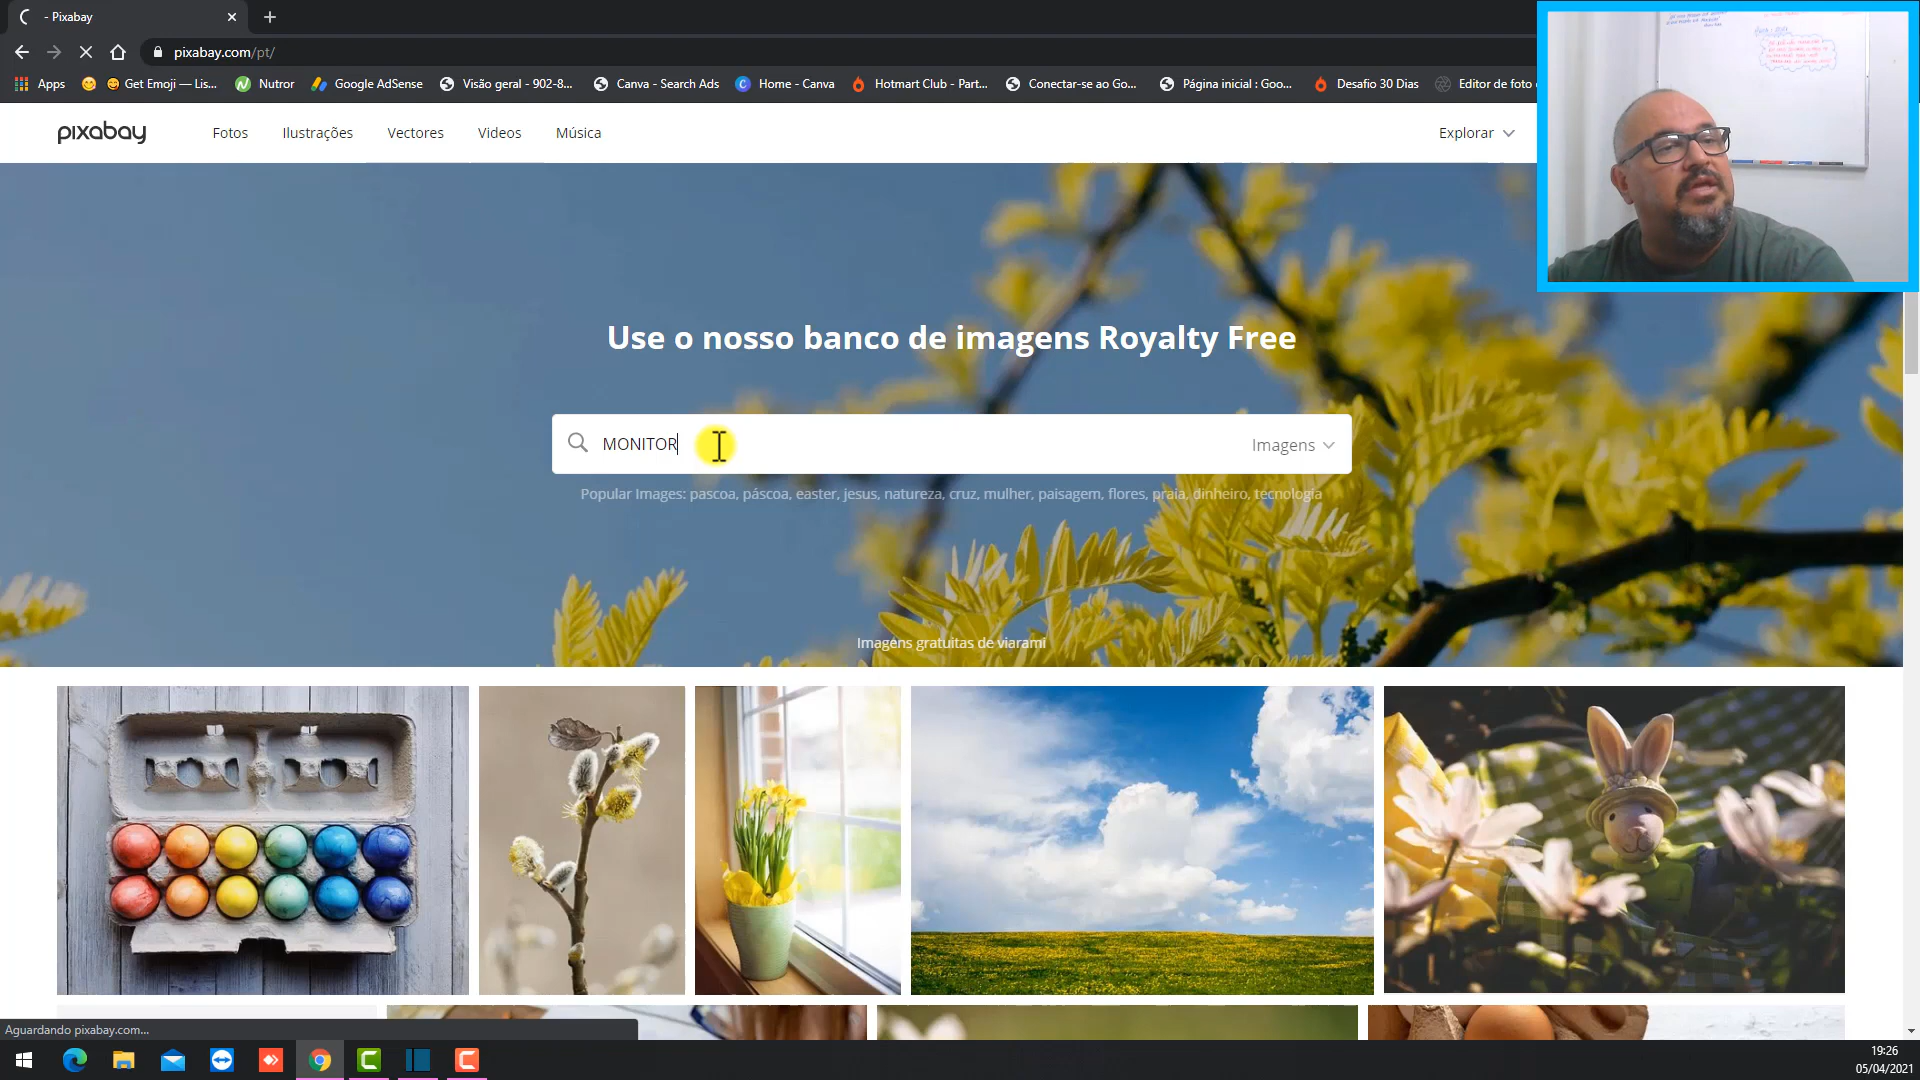 - Pixabay
pixabay.com/pt/
Apps
Get Emoji — Lis...
Nutror
Google AdSense
Visão geral - 902-8...
Canva - Search Ads
Home - Canva
Hotmart Club - Part...
Conectar-se ao Go...
Página inicial : Goo...
Desafio 30 Dias
Editor de foto
pixabay
Fotos
Ilustrações
Vectores
Videos
Música
Explorar
Use o nosso banco de imagens Royalty Free
MONITOR
Imagens
Popular Images: pascoa, páscoa, easter, jesus, natureza, cruz, mulher, paisagem, flores, praia, dinheiro, tecnologia
Imagens gratuitas de viarami
Aguardando pixabay.com...
19:26
05/04/2021